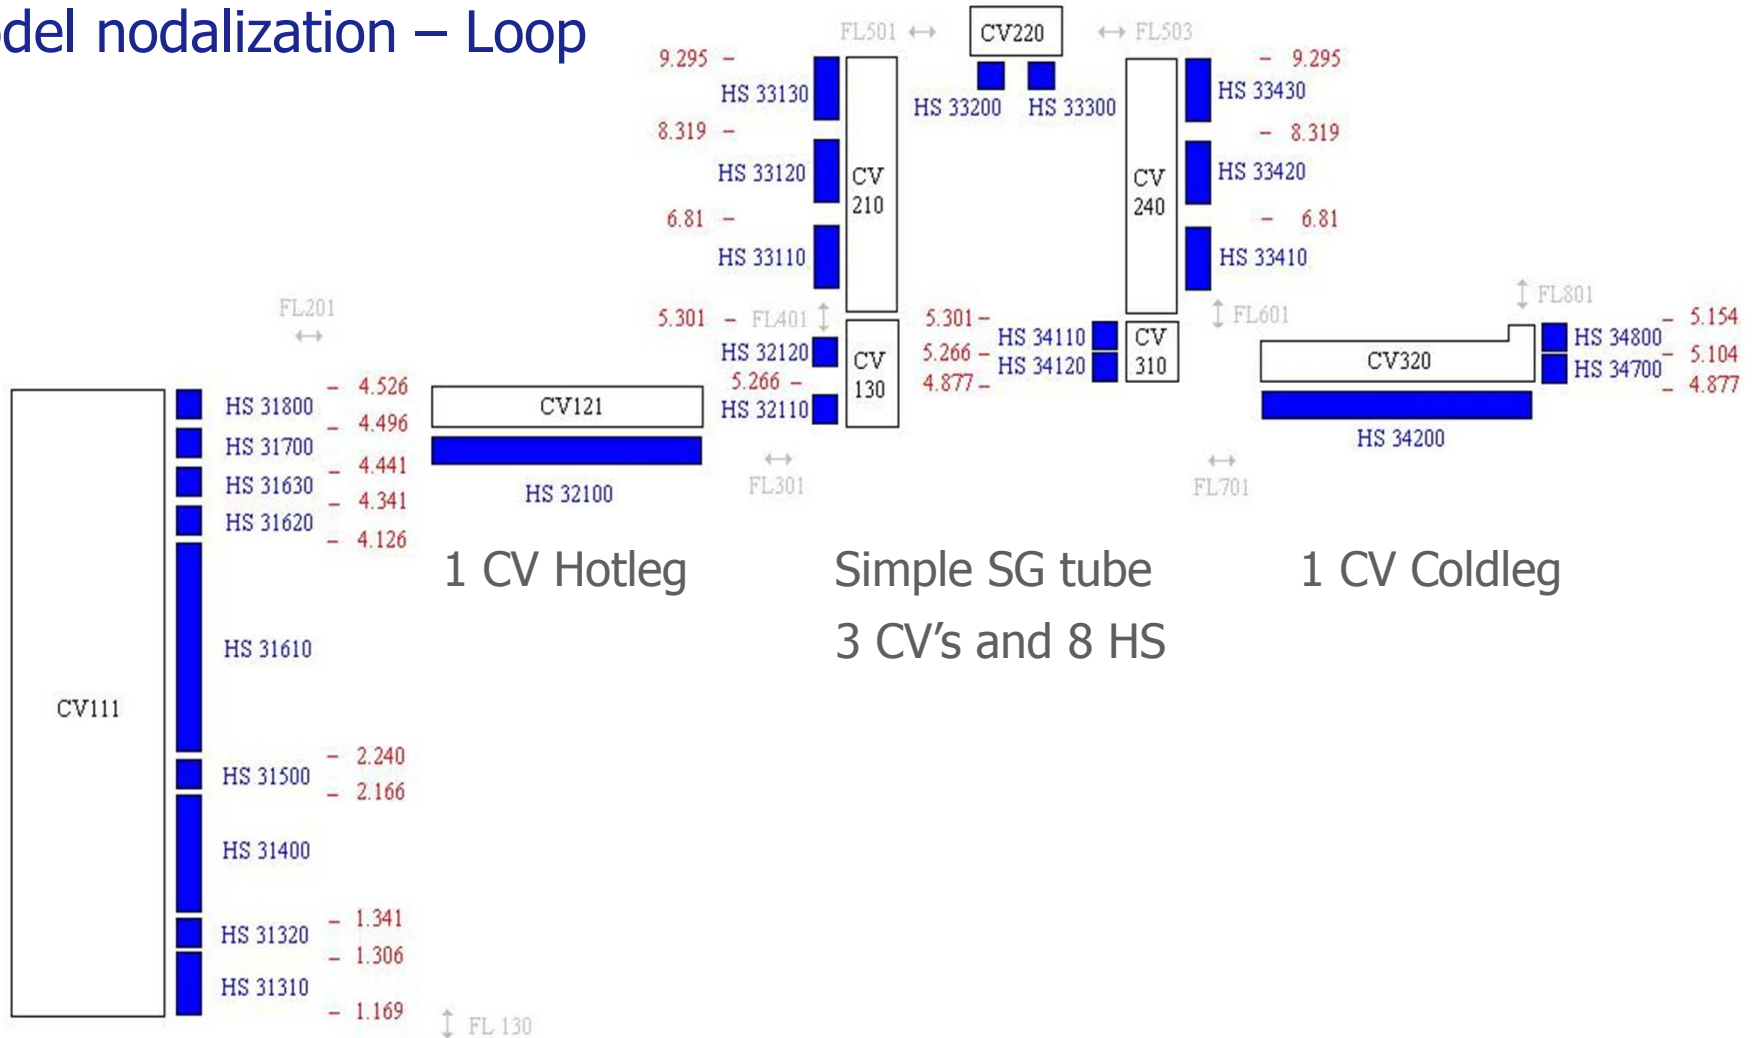 del nodalization – Loop
FL501
CV220
FL503
9.295
HS 33130
8.319
HS 33120
6.81
HS 33110
5.301
CV
210
HS 33200
HS 33300
CV
240
9.295
HS 33430
8.319
HS 33420
6.81
HS 33410
FL401
HS 32120
5.266
HS 32110
CV
130
FL301
5.301
5.266
4.877
HS 34110
HS 34120
CV
310
FL601
FL701
FL801
CV320
HS 34800
HS 34700
5.154
5.104
4.877
HS 34200
FL201
CV121
HS 32100
HS 31800
HS 31700
HS 31630
HS 31620
HS 31610
HS 31500
HS 31400
HS 31320
HS 31310
4.526
4.496
4.441
4.341
4.126
2.240
2.166
1.341
1.306
1.169
CV111
FL 130
1 CV Hotleg
Simple SG tube
3 CV’s and 8 HS
1 CV Coldleg